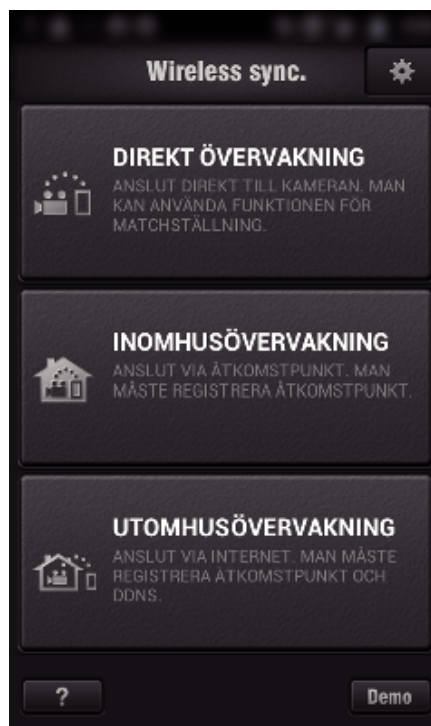 Wireless sync.
DIREKT ÖVERVAKNING
ANSLUT DIREKT TILL KAMERAN. MAN
KAN ANVÄNDA FUNKTIONEN FÖR
MATCHSTÄLLNING.
INOMHUSÖVERVAKNING
ANSLUT VIA ÅTKOMSTPUNKT. MAN
MÅSTE REGISTRERA ÅTKOMSTPUNKT.
UTOMHUSÖVERVAKNING
ANSLUT VIA INTERNET. MAN MÅSTE
REGISTRERA ÅTKOMSTPUNKT OCH
DDNS.
?
Demo